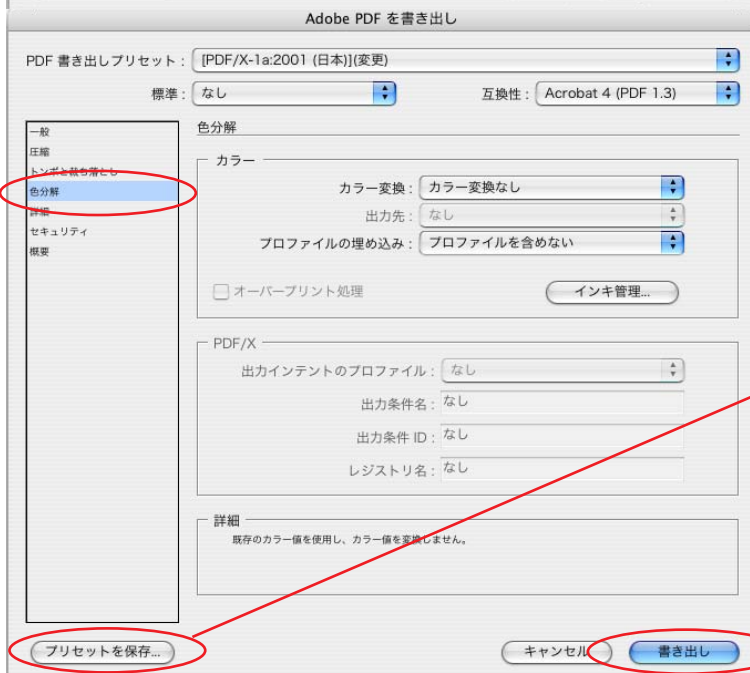 Adobe PDF を書き出し
PDF 書き出しプリセット： [PDF/X-1a:2001 (日本)](変更)
標準： なし 互換性： Acrobat 4 (PDF 1.3)
一般
圧縮
トンボと裁ち落とし
色分解
詳細
セキュリティ
概要
色分解
カラー
カラー変換： カラー変換なし
出力先： なし
プロファイルの埋め込み： プロファイルを含めない
オーバープリント処理 インキ管理...
PDF/X
出力インテントのプロファイル： なし
出力条件名： なし
出力条件 ID： なし
レジストリ名： なし
詳細
既存のカラー値を使用し、カラー値を変換しません。
プリセットを保存... キャンセル 書き出し